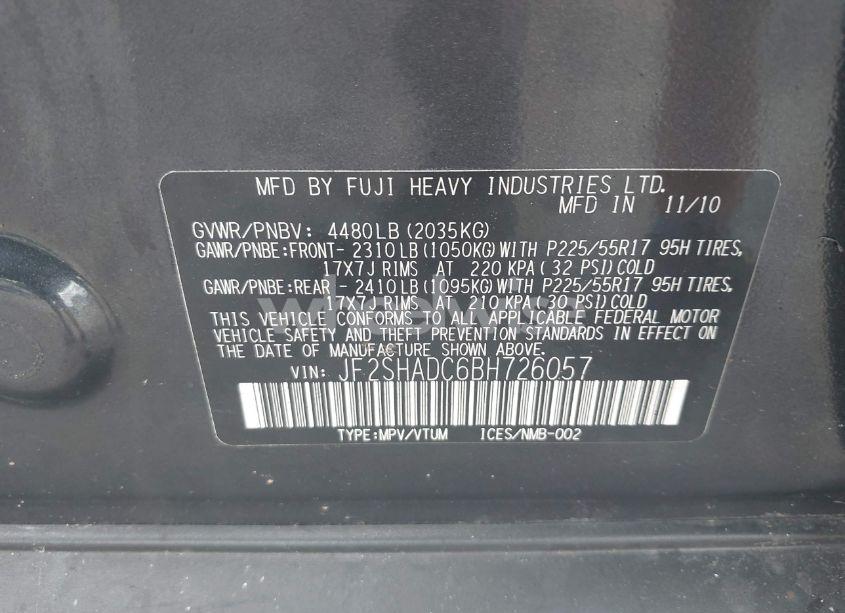 MFD BY FUJI HEAVY INDUSTRIES LTD.
MFD IN 11/10
GVWR/PNBV: 4480LB(2035KG)
GAWR/PNBE:FRONT- 2310LB(1050KG)WITH P225/55R17 95H TIRES,
17X7J RIMS AT 220 KPA( 32 PSI)COLD
GAWR/PNBE:REAR - 2410LB(1095KG)WITH P225/55R17 95H TIRES,
17X7J RIMS AT 210 KPA( 30 PSI)COLD
THIS VEHICLE CONFORMS TO ALL APPLICABLE FEDERAL MOTOR
VEHICLE SAFETY AND THEFT PREVENTION STANDARDS IN EFFECT ON
THE DATE OF MANUFACTURE SHOWN ABOVE.
VIN: JF2SHADC6BH726057
TYPE:MPV/VTUM ICES/NMB-002